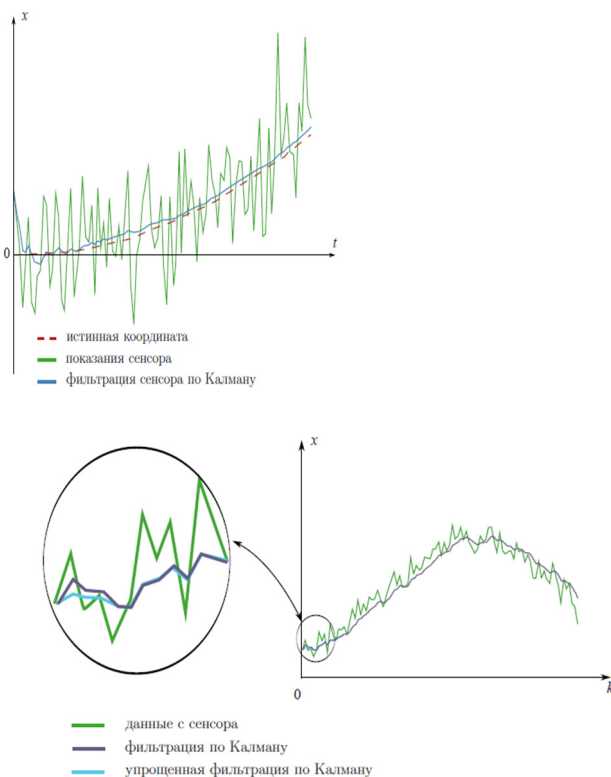 x
t
0
истинная координата
показания сенсора
фильтрация сенсора по Калману
x
0
k
данные с сенсора
фильтрация по Калману
упрощенная фильтрация по Калману